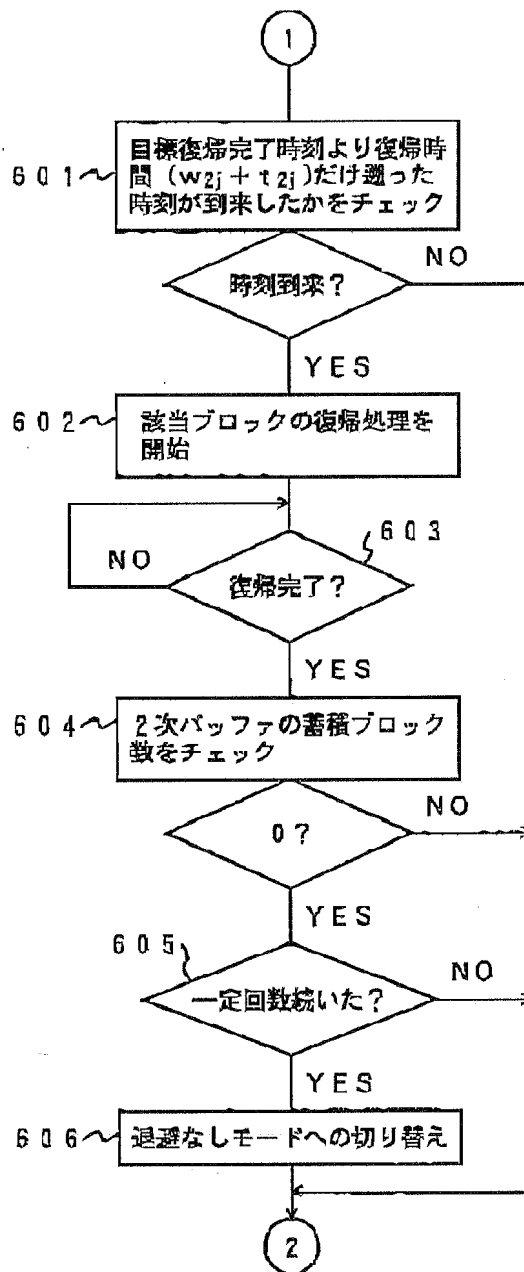 1
目標復帰完了時刻より復帰時
601 間(w2j+t2j)だけ遡った
時刻が到来したかをチェック
NO
時刻到来?
YES
602 該当ブロックの復帰処理を
開始
603
NO
復帰完了?
YES
604 2次バッファの蓄積ブロック
数をチェック
NO
0?
YES
605
NO
一定回数続いた?
YES
606 退避なしモードへの切り替え
2